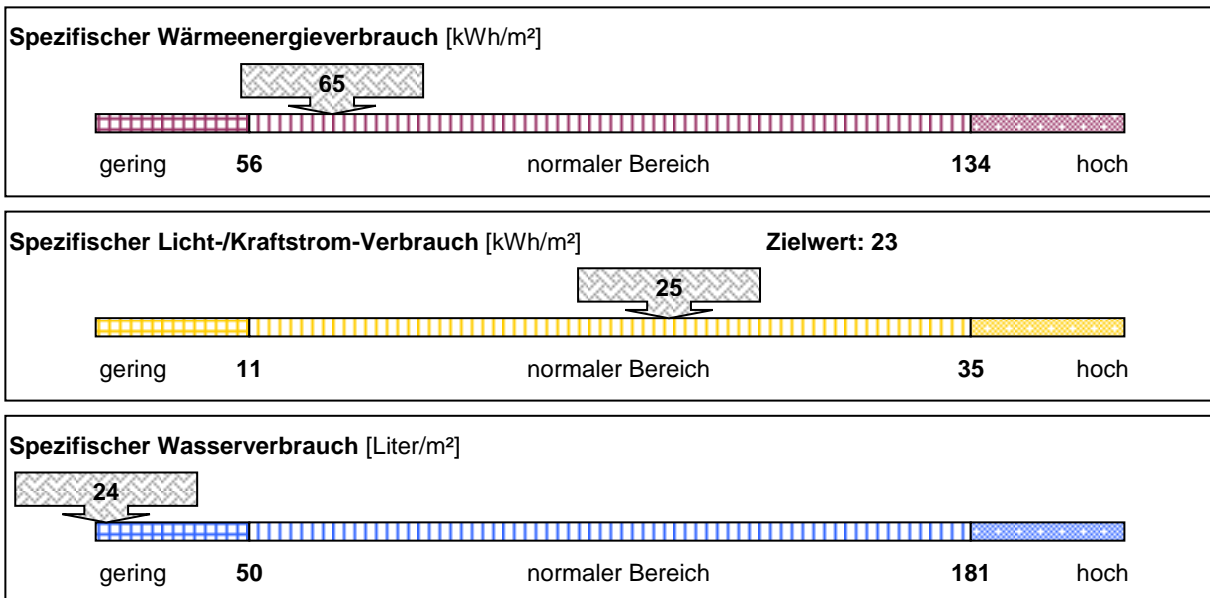 Spezifischer Wärmeenergieverbrauch [kWh/m²]
65
gering 56 normaler Bereich 134 hoch
Spezifischer Licht-/Kraftstrom-Verbrauch [kWh/m²] Zielwert: 23
25
gering 11 normaler Bereich 35 hoch
Spezifischer Wasserverbrauch [Liter/m²]
24
gering 50 normaler Bereich 181 hoch